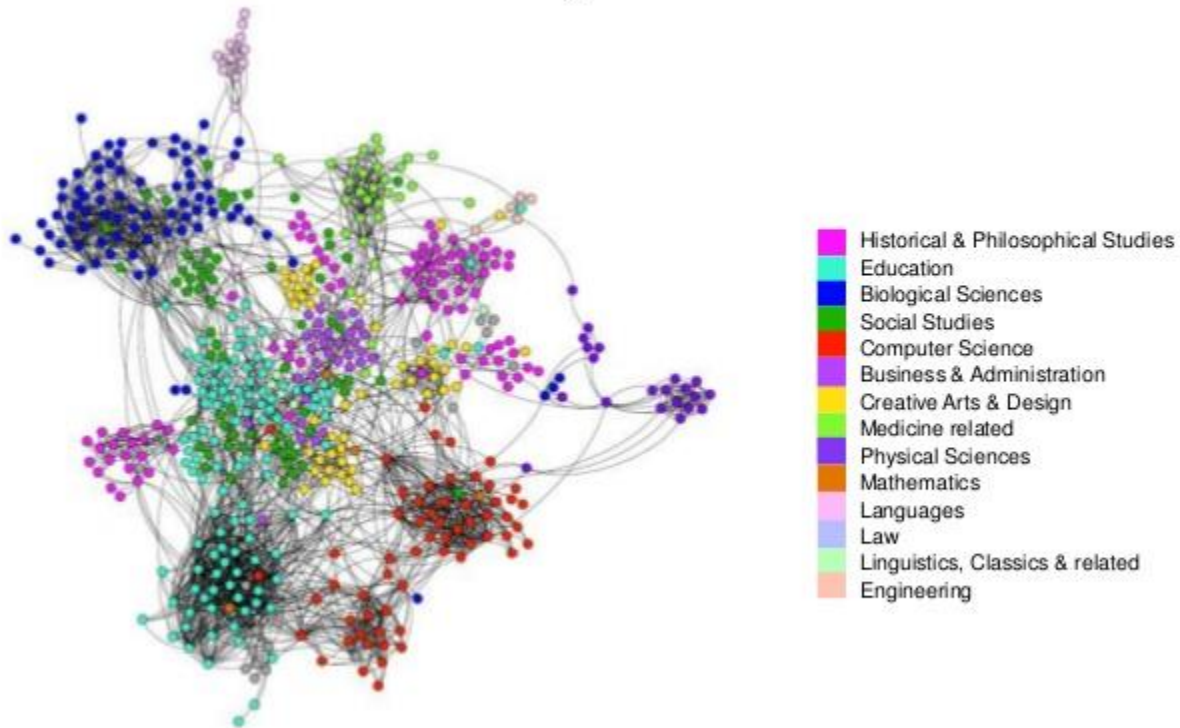 Historical & Philosophical Studies
Education
Biological Sciences
Social Studies
Computer Science
Business & Administration
Creative Arts & Design
Medicine related
Physical Sciences
Mathematics
Languages
Law
Linguistics, Classics & related
Engineering